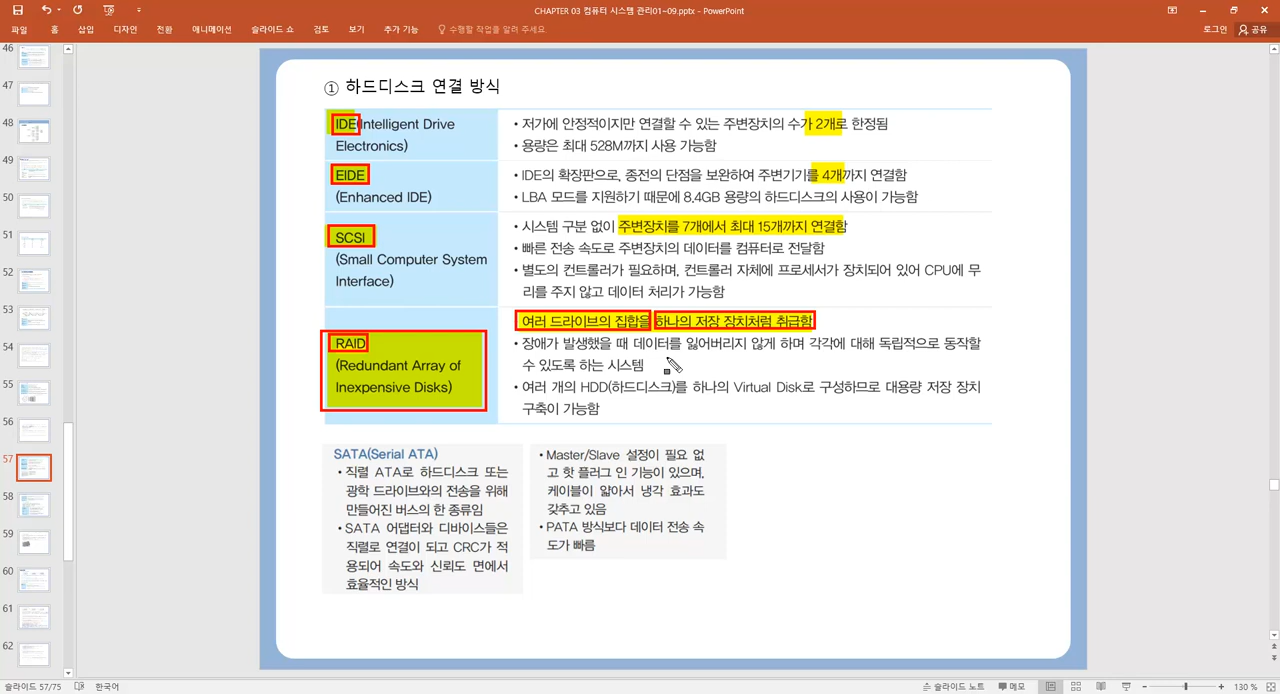 CHAPTER 03 컴퓨터 시스템 관리01~09.pptx - PowerPoint
파일 홈 삽입 디자인 전환 애니메이션 슬라이드 쇼 검토 보기 추가 기능 수행할 작업을 알려 주세요. 로그인 공유
46
47
48
49
50
51
52
53
54
55
56
57
58
59
60
61
62
① 하드디스크 연결 방식
IDE(Intelligent Drive
Electronics)
• 저가에 안정적이지만 연결할 수 있는 주변장치의 수가 2개로 한정됨
• 용량은 최대 528M까지 사용 가능함
EIDE
(Enhanced IDE)
• IDE의 확장판으로, 종전의 단점을 보완하여 주변기기를 4개까지 연결함
• LBA 모드를 지원하기 때문에 8.4GB 용량의 하드디스크의 사용이 가능함
SCSI
(Small Computer System
Interface)
• 시스템 구분 없이 주변장치를 7개에서 최대 15개까지 연결함
• 빠른 전송 속도로 주변장치의 데이터를 컴퓨터로 전달함
• 별도의 컨트롤러가 필요하며, 컨트롤러 자체에 프로세서가 장치되어 있어 CPU에 무
리를 주지 않고 데이터 처리가 가능함
RAID
(Redundant Array of
Inexpensive Disks)
여러 드라이브의 집합을 하나의 저장 장치처럼 취급함
• 장애가 발생했을 때 데이터를 잃어버리지 않게 하며 각각에 대해 독립적으로 동작할
수 있도록 하는 시스템
• 여러 개의 HDD(하드디스크)를 하나의 Virtual Disk로 구성하므로 대용량 저장 장치
구축이 가능함
SATA(Serial ATA)
• 직렬 ATA로 하드디스크 또는
광학 드라이브와의 전송을 위해
만들어진 버스의 한 종류임
• SATA 어댑터와 디바이스들은
직렬로 연결이 되고 CRC가 적
용되어 속도와 신뢰도 면에서
효율적인 방식
• Master/Slave 설정이 필요 없
고 핫 플러그 인 기능이 있으며,
케이블이 얇아서 냉각 효과도
갖추고 있음
• PATA 방식보다 데이터 전송 속
도가 빠름
슬라이드 57/75 한국어 슬라이드 노트 메모 130 %